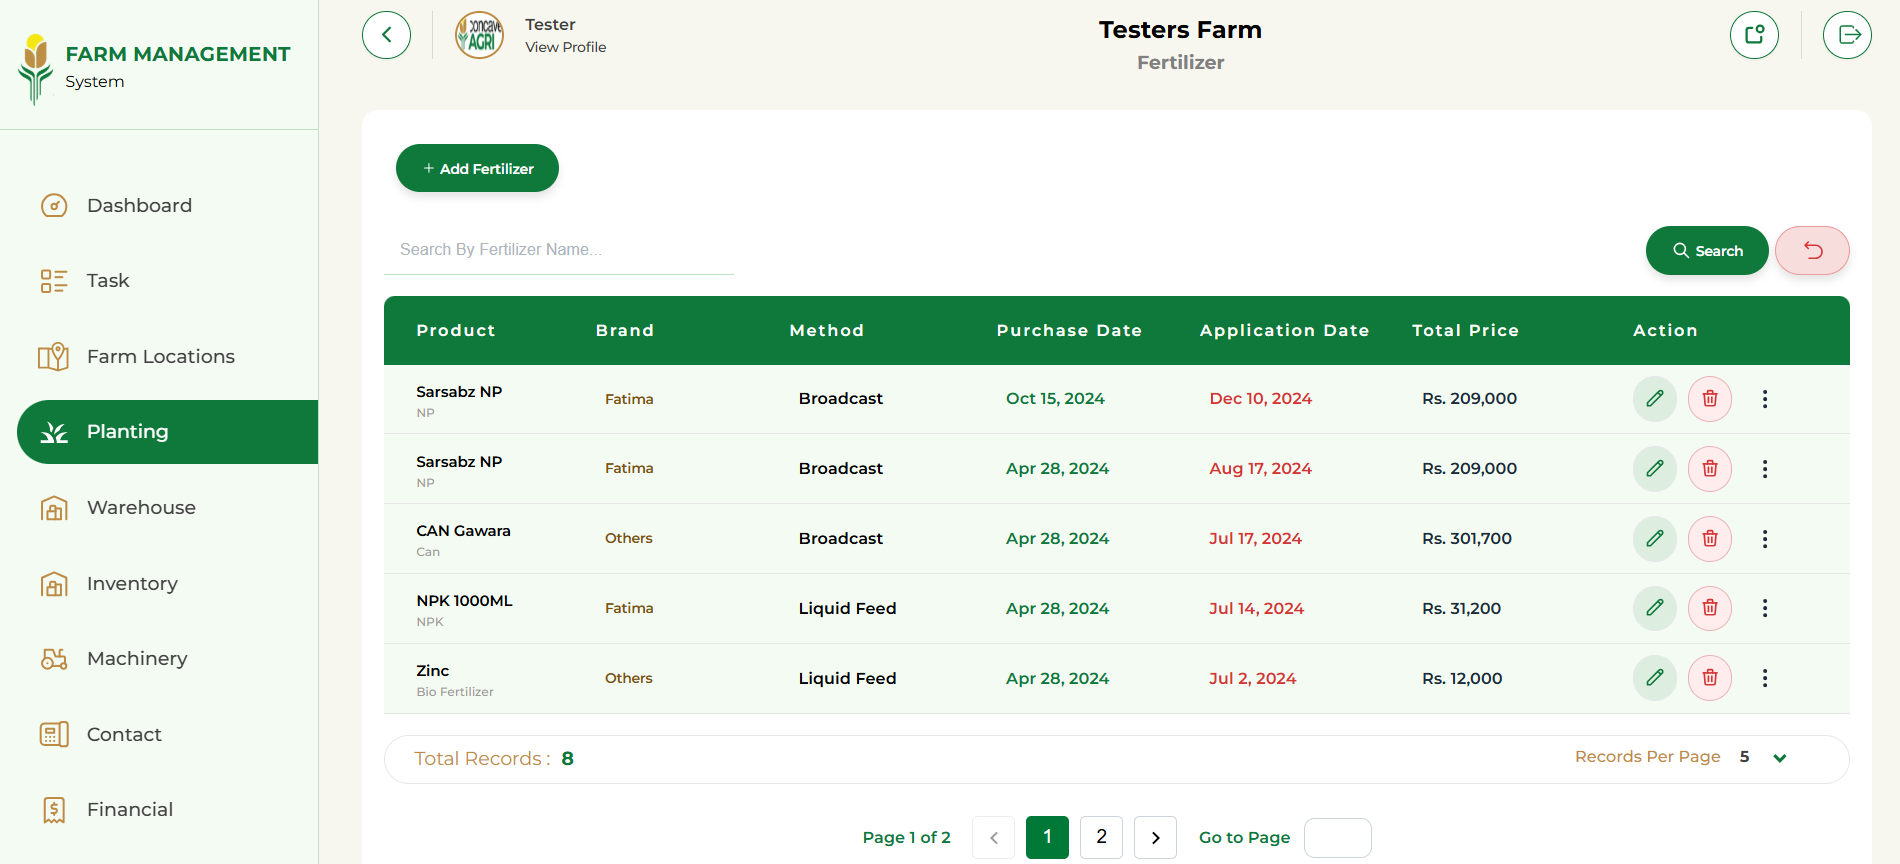 FARM MANAGEMENT
System
Dashboard
Task
Farm Locations
Planting
Warehouse
Inventory
Machinery
Contact
Financial
Concave
AGRI
Tester
View Profile
Testers Farm
Fertilizer
+ Add Fertilizer
Search By Fertilizer Name...
Search
Product Brand Method Purchase Date Application Date Total Price Action
Sarsabz NP
NP
Fatima Broadcast Oct 15, 2024 Dec 10, 2024 Rs. 209,000
Sarsabz NP
NP
Fatima Broadcast Apr 28, 2024 Aug 17, 2024 Rs. 209,000
CAN Gawara
Can
Others Broadcast Apr 28, 2024 Jul 17, 2024 Rs. 301,700
NPK 1000ML
NPK
Fatima Liquid Feed Apr 28, 2024 Jul 14, 2024 Rs. 31,200
Zinc
Bio Fertilizer
Others Liquid Feed Apr 28, 2024 Jul 2, 2024 Rs. 12,000
Total Records : 8
Records Per Page 5
Page 1 of 2 < 1 2 > Go to Page